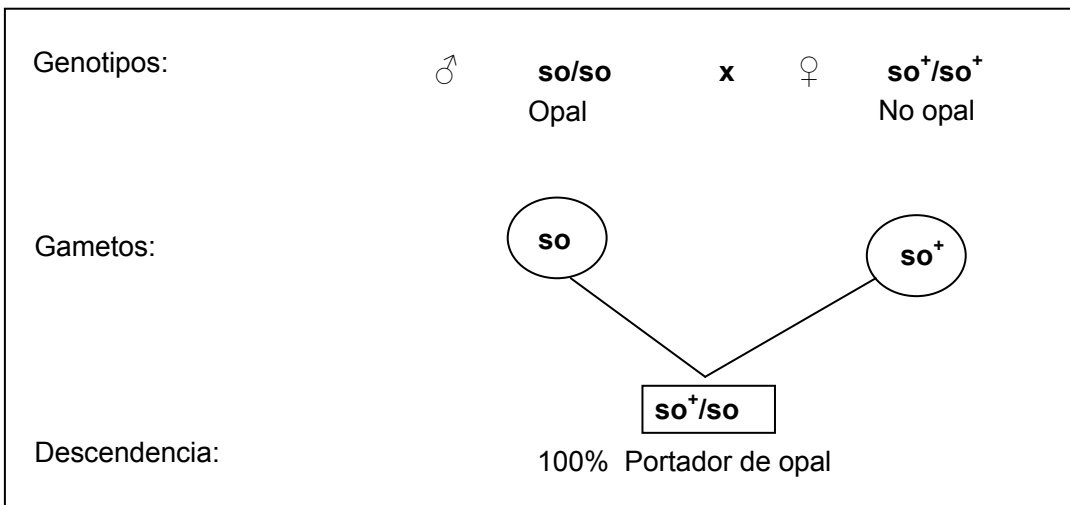 Genotipos: ♂ so/so x ♀ so⁺/so⁺
Opal No opal
Gametos: so so⁺
so⁺/so
Descendencia:
100% Portador de opal